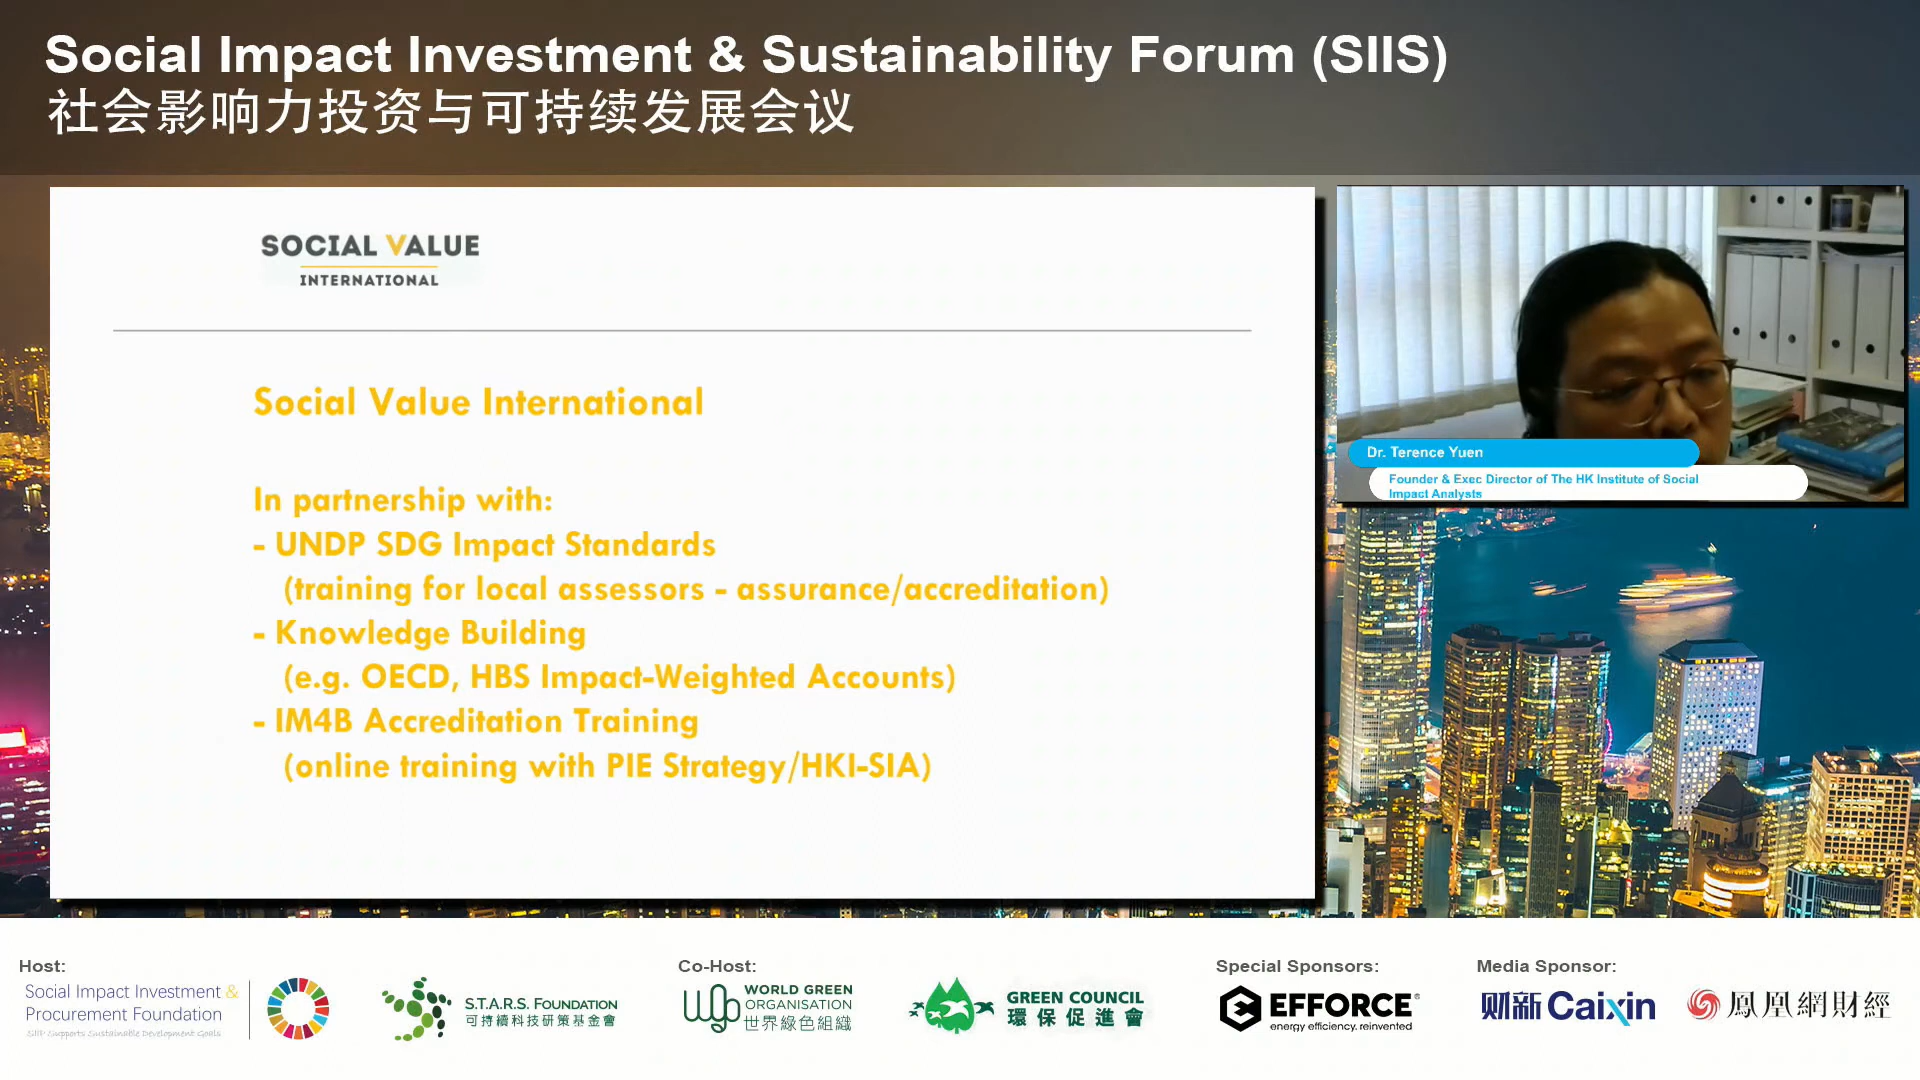 Social Impact Investment & Sustainability Forum (SIIS)
社会影响力投资与可持续发展会议
SOCIAL VALUE
INTERNATIONAL
Social Value International
In partnership with:
- UNDP SDG Impact Standards
(training for local assessors - assurance/accreditation)
- Knowledge Building
(e.g. OECD, HBS Impact-Weighted Accounts)
- IM4B Accreditation Training
(online training with PIE Strategy/HKI-SIA)
Dr. Terence Yuen
Founder & Exec Director of The HK Institute of Social
Impact Analysts
Host:
Social Impact Investment &
Procurement Foundation
SIIP Supports Sustainable Development Goals
S.T.A.R.S. FOUNDATION
可持續科技研策基金會
Co-Host:
WORLD GREEN
ORGANISATION
世界綠色組織
GREEN COUNCIL
環保促進會
Special Sponsors:
EFFORCE®
energy efficiency. reinvented
Media Sponsor:
财新 Caixin
鳳凰網財經